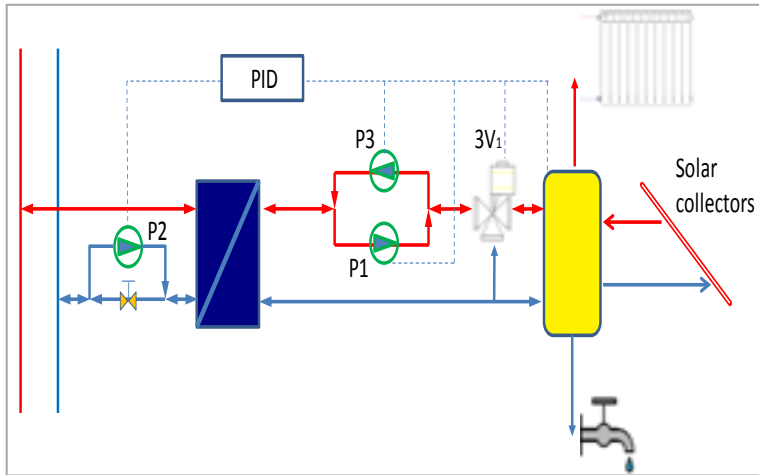 PID
P3
3V₁
Solar
collectors
P2
P1